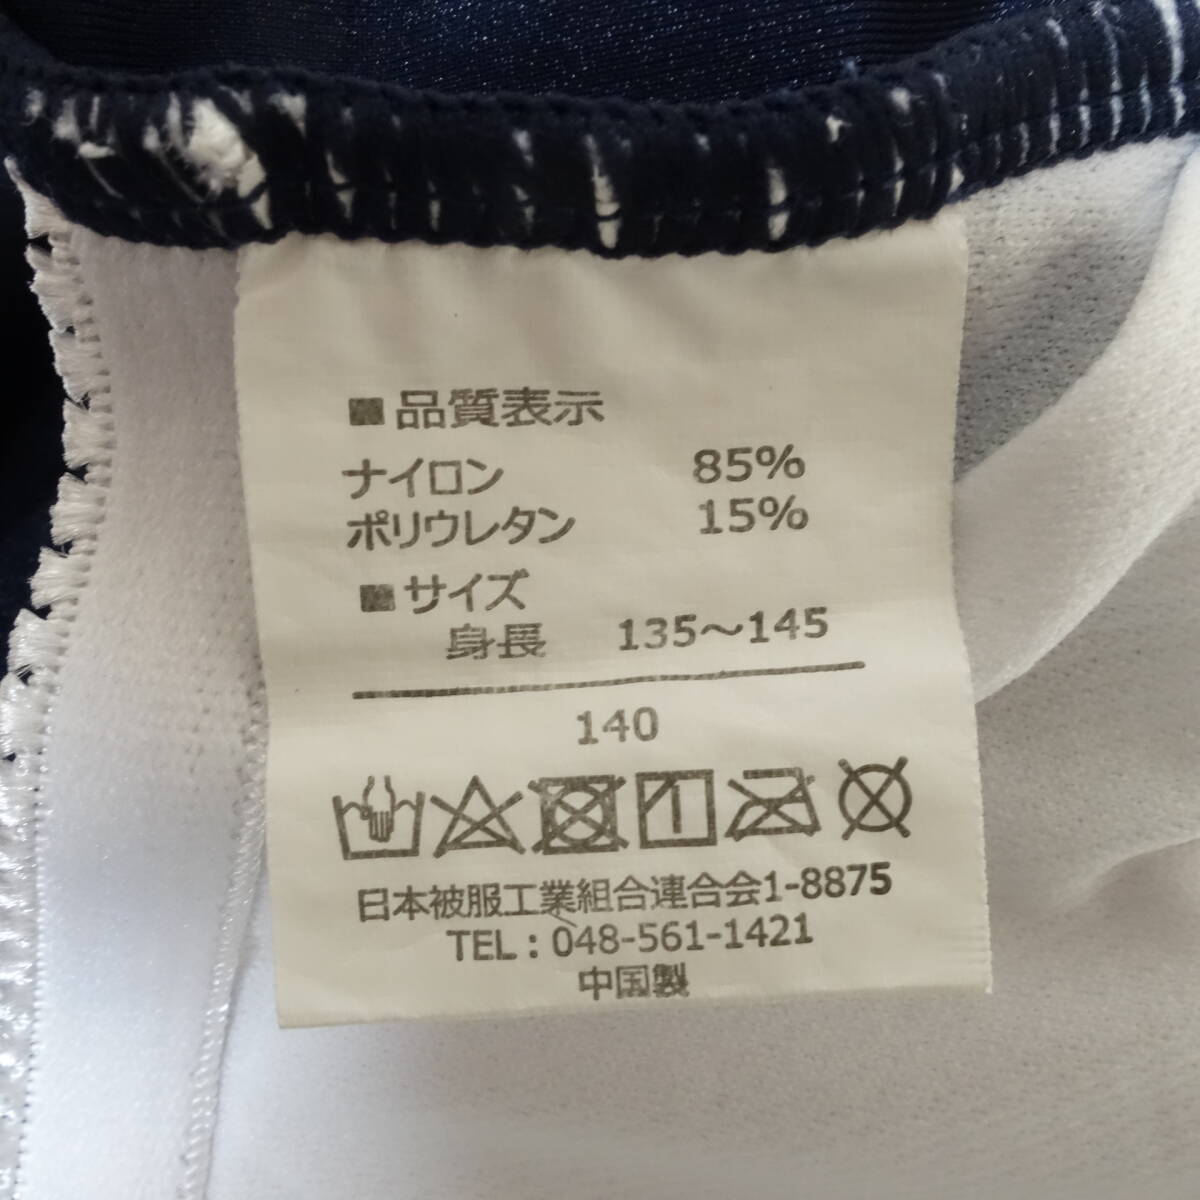 ■品質表示
ナイロン 85%
ポリウレタン 15%
■サイズ
身長 135～145
140
日本被服工業組合連合会1-8875
TEL：048-561-1421
中国製